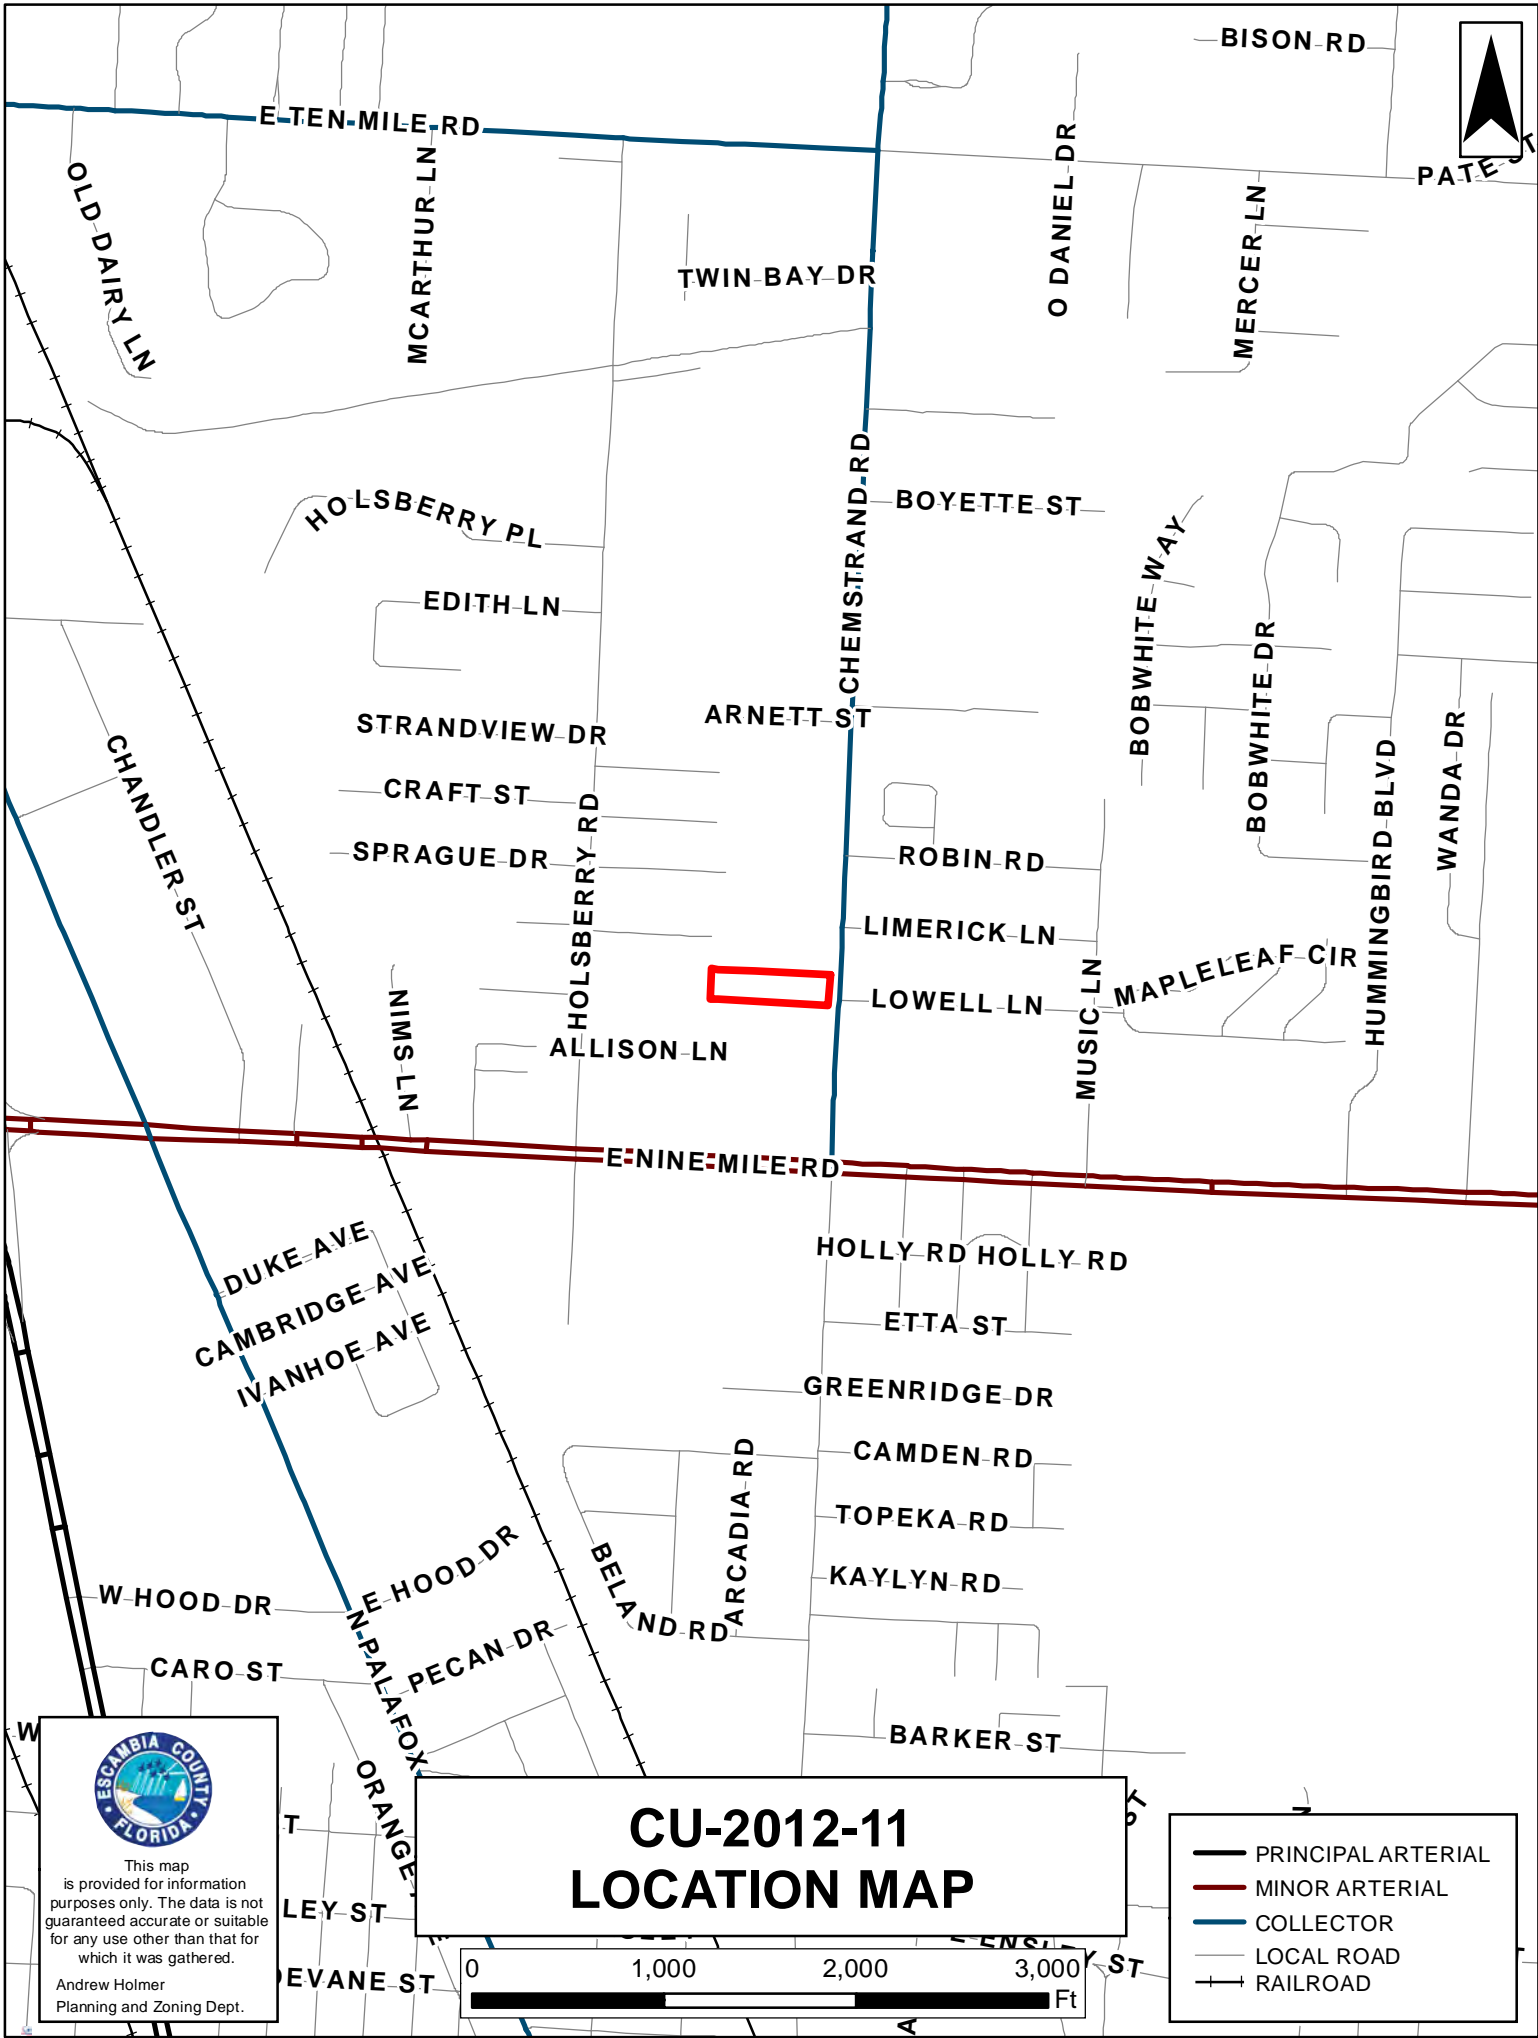 BISON RD
E TEN MILE RD
PATE ST
OLD DAIRY LN
MCARTHUR LN
O DANIEL DR
MERCER LN
TWIN BAY DR
CHEMSTRAND RD
HOLSBERRY PL
BOYETTE ST
BOBWHITE WAY
EDITH LN
BOBWHITE DR
ARNETT ST
STRANDVIEW DR
CHANDLER ST
CRAFT ST
HOLSBERRY RD
HUMMINGBIRD BLVD
WANDA DR
SPRAGUE DR
ROBIN RD
LIMERICK LN
MAPLELEAF CIR
LOWELL LN
MUSIC LN
NIMS LN
ALLISON LN
E NINE MILE RD
DUKE AVE
HOLLY RD HOLLY RD
CAMBRIDGE AVE
IVANHOE AVE
ETTA ST
GREENRIDGE DR
ARCADIA RD
CAMDEN RD
TOPEKA RD
E HOOD DR
BELAND RD
KAYLYN RD
W HOOD DR
N PALAFOX
PECAN DR
CARO ST
BARKER ST
W
ORANGE
T
ST
N
LEY ST
E ENSLEY ST
DEVANE ST
A
ESCAMBIA COUNTY
FLORIDA
This map
is provided for information
purposes only. The data is not
guaranteed accurate or suitable
for any use other than that for
which it was gathered.
Andrew Holmer
Planning and Zoning Dept.
CU-2012-11
LOCATION MAP
0 1,000 2,000 3,000
Ft
PRINCIPAL ARTERIAL
MINOR ARTERIAL
COLLECTOR
LOCAL ROAD
RAILROAD